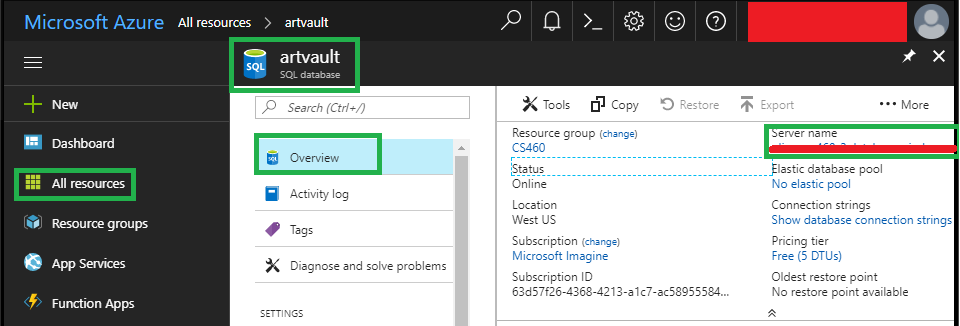 Microsoft Azure All resources > artvault
artvault
SQL database
SQL
New
Dashboard
All resources
Resource groups
App Services
Function Apps
Search (Ctrl+/)
Overview
Activity log
Tags
Diagnose and solve problems
SETTINGS
Tools Copy Restore Export ••• More
Resource group (change)
CS460
Status
Online
Location
West US
Subscription (change)
Microsoft Imagine
Subscription ID
63d57f26-4368-4213-a1c7-ac58955584...
Server name
Elastic database pool
No elastic pool
Connection strings
Show database connection strings
Pricing tier
Free (5 DTUs)
Oldest restore point
No restore point available